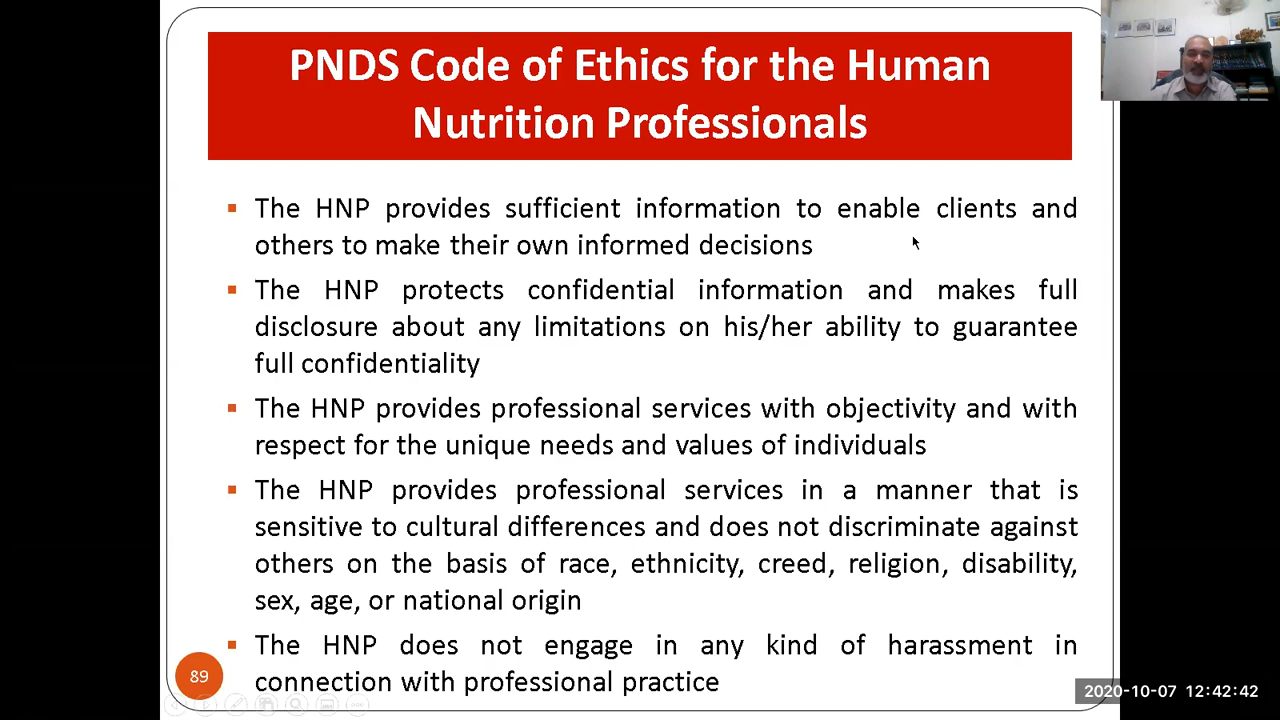 PNDS Code of Ethics for the Human
Nutrition Professionals
▪ The HNP provides sufficient information to enable clients and
others to make their own informed decisions
▪ The HNP protects confidential information and makes full
disclosure about any limitations on his/her ability to guarantee
full confidentiality
▪ The HNP provides professional services with objectivity and with
respect for the unique needs and values of individuals
▪ The HNP provides professional services in a manner that is
sensitive to cultural differences and does not discriminate against
others on the basis of race, ethnicity, creed, religion, disability,
sex, age, or national origin
▪ The HNP does not engage in any kind of harassment in
connection with professional practice
89
2020-10-07 12:42:42